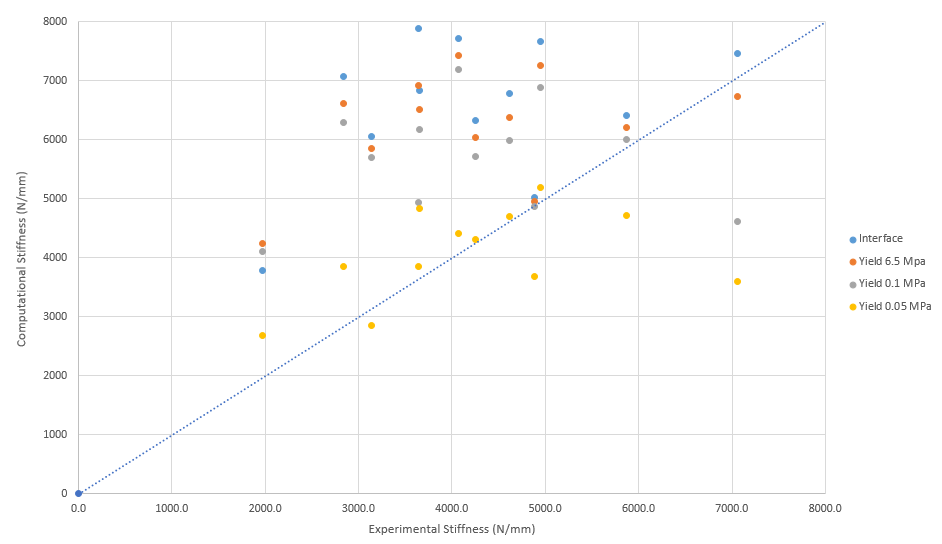 8000
7000
6000
5000
4000
3000
2000
1000
0
Computational Stiffness (N/mm)
0.0 1000.0 2000.0 3000.0 4000.0 5000.0 6000.0 7000.0 8000.0
Experimental Stiffness (N/mm)
Interface
Yield 6.5 Mpa
Yield 0.1 MPa
Yield 0.05 MPa